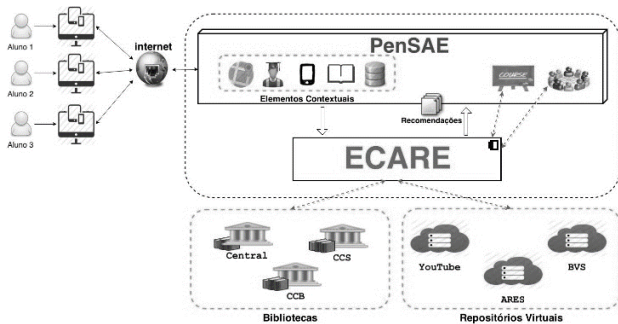 Aluno 1
Aluno 2
Aluno 3
internet
PenSAE
Elementos Contextuais
COURSE
Recomendações
ECARE
Central
CCS
CCB
Bibliotecas
YouTube
BVS
ARES
Repositórios Virtuais